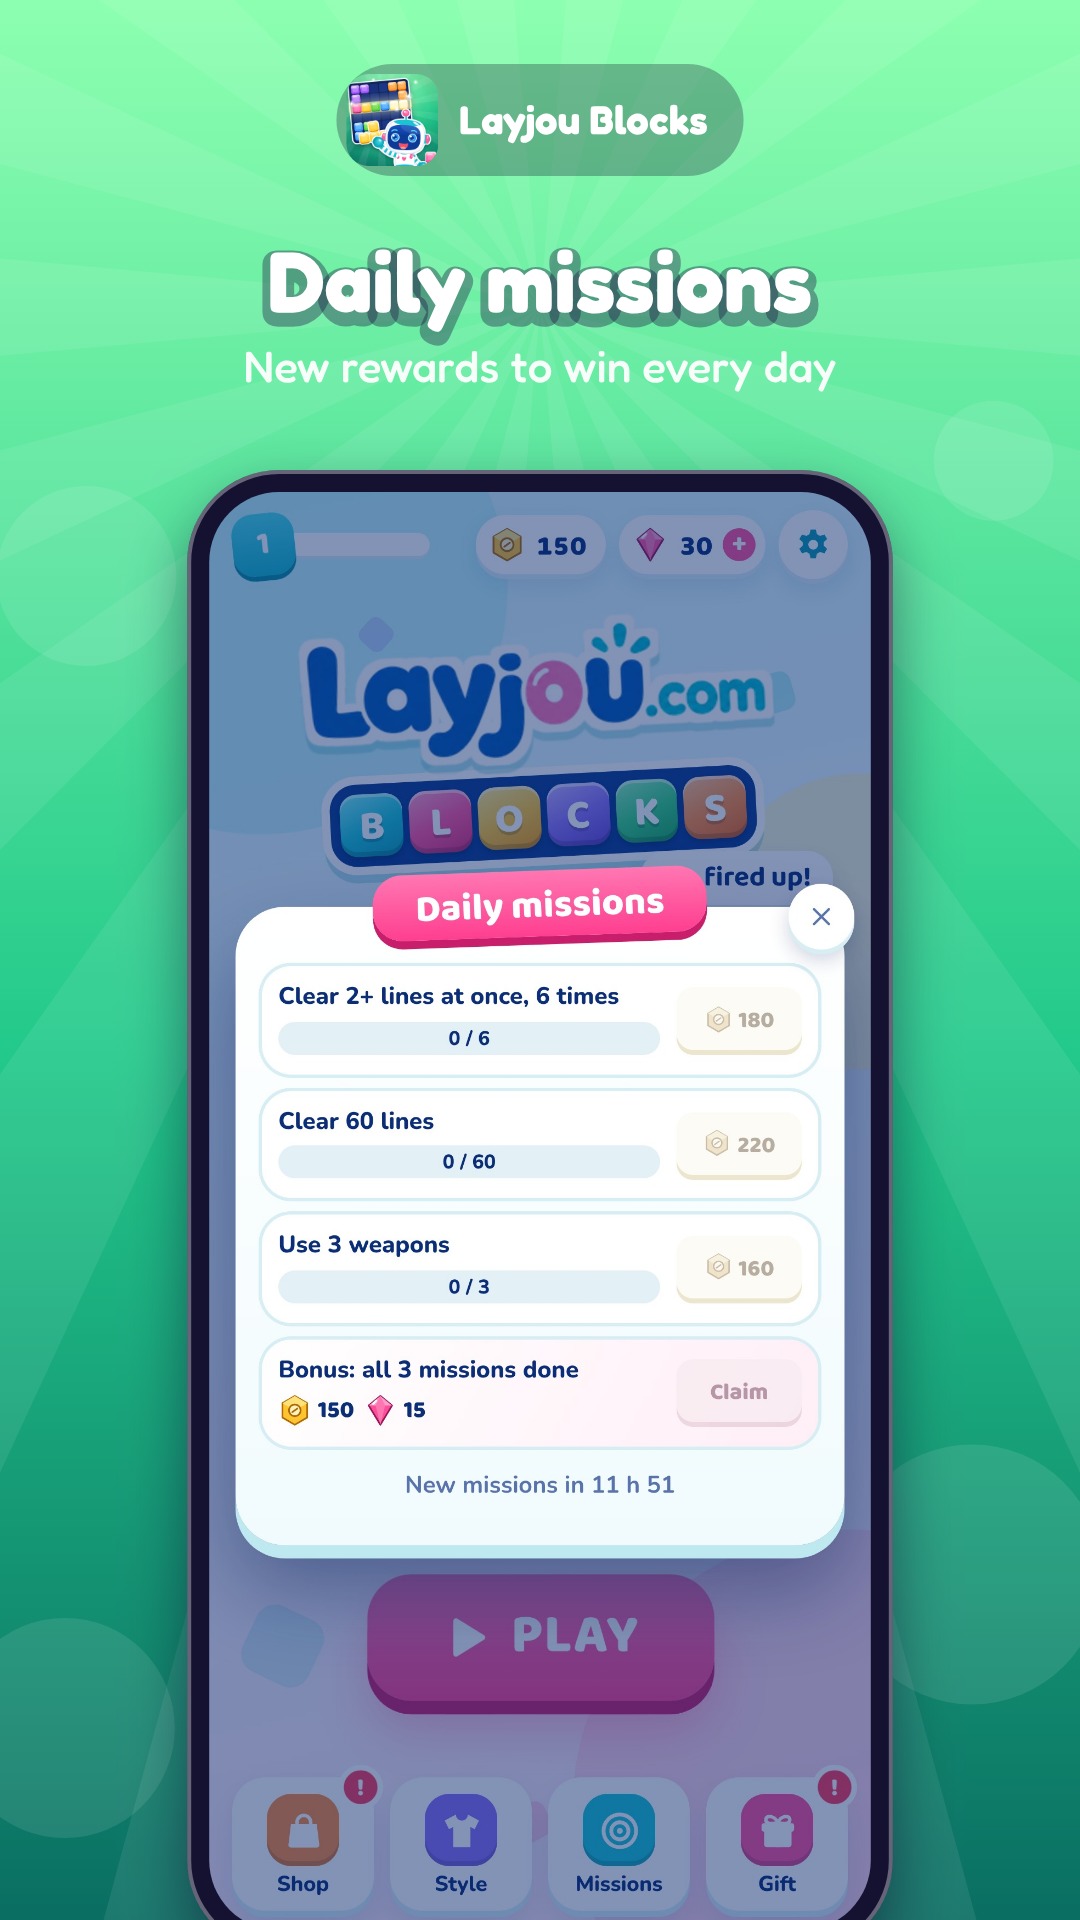 Layjou Blocks
Daily missions
New rewards to win every day
1
150
30
Layjou.com
BLOCKS
fired up!
Daily missions
Clear 2+ lines at once, 6 times
0 / 6
180
Clear 60 lines
0 / 60
220
Use 3 weapons
0 / 3
160
Bonus: all 3 missions done
150 15
Claim
New missions in 11 h 51
PLAY
! !
Shop Style Missions Gift